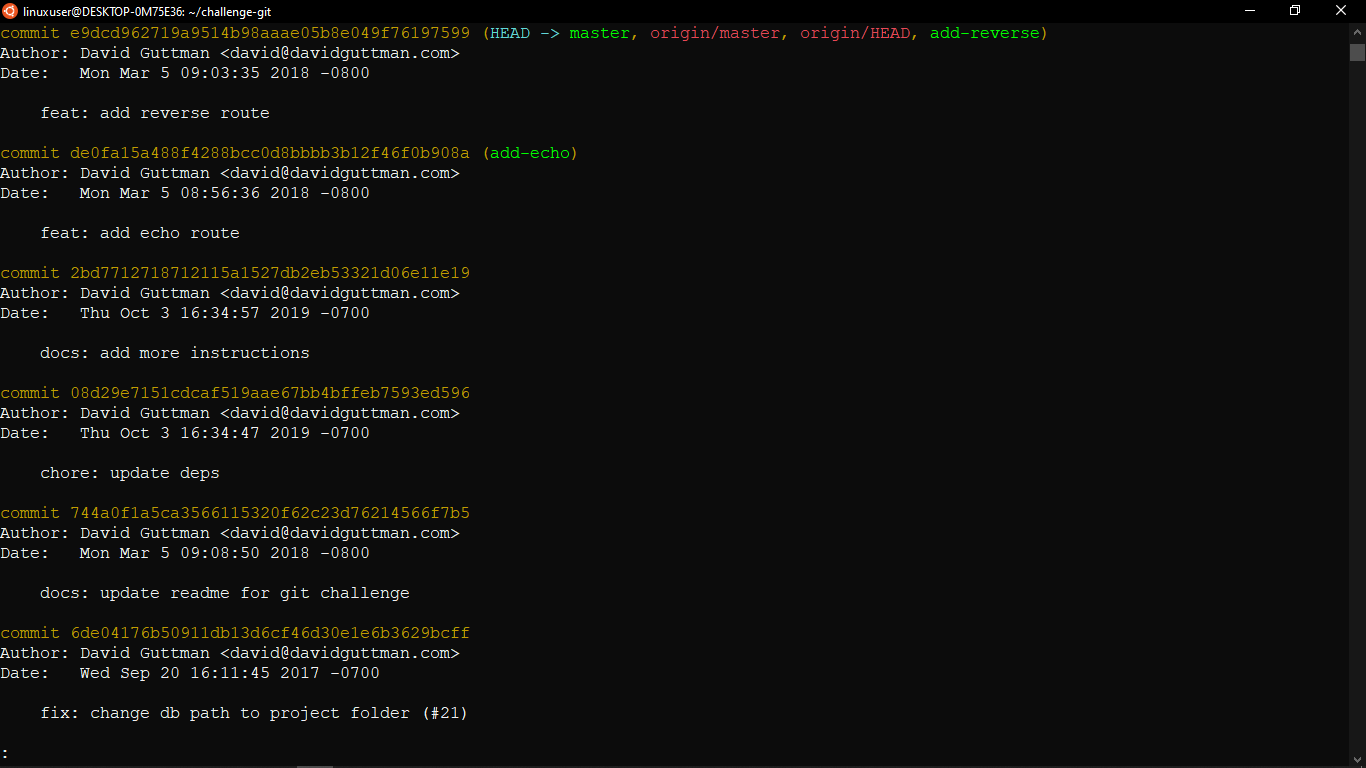 linuxuser@DESKTOP-0M75E36: ~/challenge-git
commit e9dcd962719a9514b98aaae05b8e049f76197599 (HEAD -> master, origin/master, origin/HEAD, add-reverse)
Author: David Guttman <david@davidguttman.com>
Date:   Mon Mar 5 09:03:35 2018 -0800
    feat: add reverse route
commit de0fa15a488f4288bcc0d8bbbb3b12f46f0b908a (add-echo)
Author: David Guttman <david@davidguttman.com>
Date:   Mon Mar 5 08:56:36 2018 -0800
    feat: add echo route
commit 2bd7712718712115a1527db2eb53321d06e11e19
Author: David Guttman <david@davidguttman.com>
Date:   Thu Oct 3 16:34:57 2019 -0700
    docs: add more instructions
commit 08d29e7151cdcaf519aae67bb4bffeb7593ed596
Author: David Guttman <david@davidguttman.com>
Date:   Thu Oct 3 16:34:47 2019 -0700
    chore: update deps
commit 744a0f1a5ca3566115320f62c23d76214566f7b5
Author: David Guttman <david@davidguttman.com>
Date:   Mon Mar 5 09:08:50 2018 -0800
    docs: update readme for git challenge
commit 6de04176b50911db13d6cf46d30e1e6b3629bcff
Author: David Guttman <david@davidguttman.com>
Date:   Wed Sep 20 16:11:45 2017 -0700
    fix: change db path to project folder (#21)
: